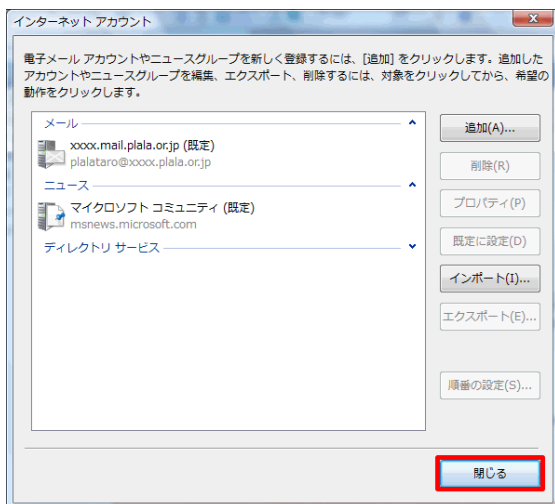 インターネット アカウント
電子メール アカウントやニュースグループを新しく登録するには、[追加] をクリックします。追加した
アカウントやニュースグループを編集、エクスポート、削除するには、対象をクリックしてから、希望の
動作をクリックします。
メール
xxxx.mail.plala.or.jp (既定)
plalataro@xxxx.plala.or.jp
ニュース
マイクロソフト コミュニティ (既定)
msnews.microsoft.com
ディレクトリ サービス
追加(A)...
削除(R)
プロパティ(P)
既定に設定(D)
インポート(I)...
エクスポート(E)...
順番の設定(S)...
閉じる